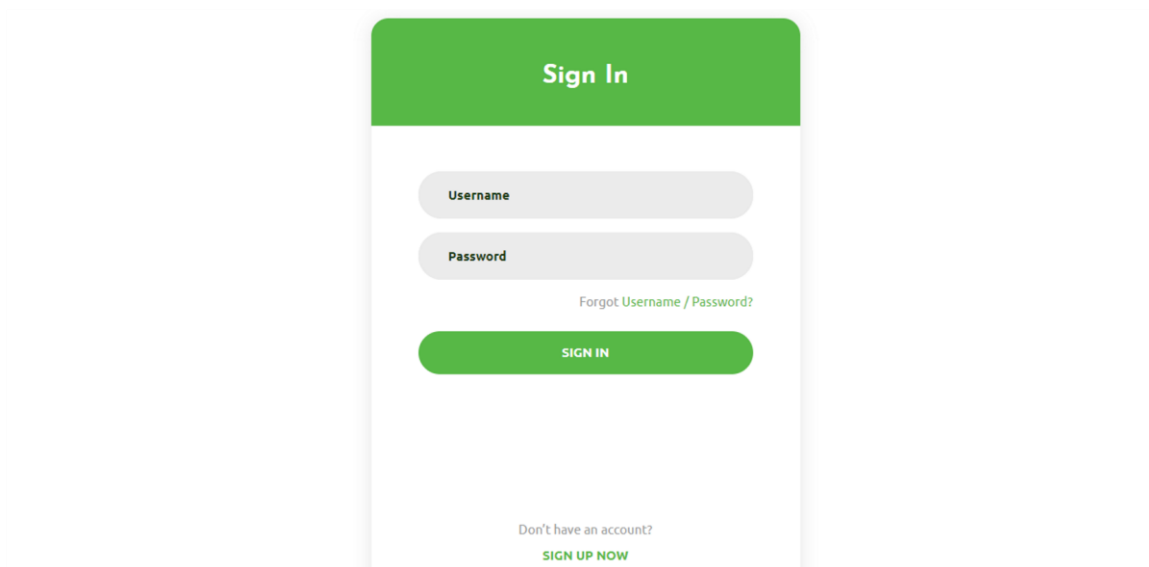 Sign In
Username
Password
Forgot Username / Password?
SIGN IN
Don't have an account?
SIGN UP NOW